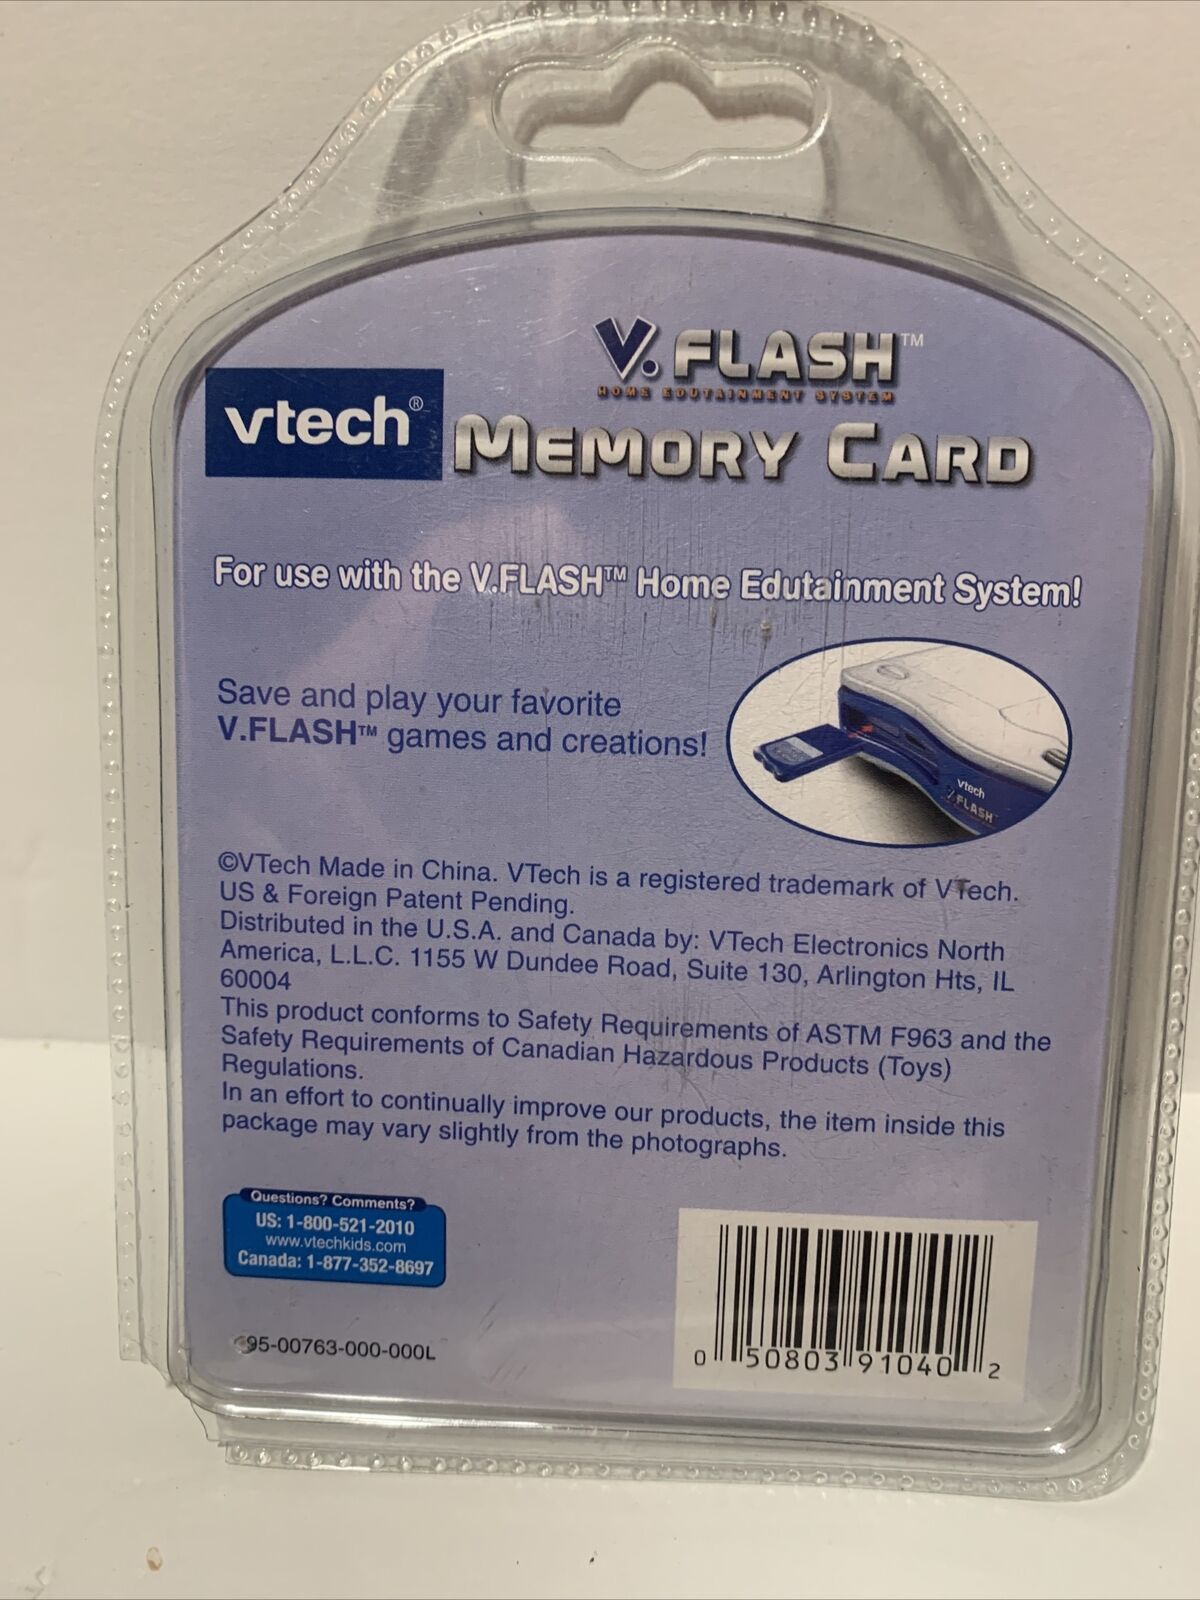 V.FLASH™
HOME EDUTAINMENT SYSTEM
vtech®
MEMORY CARD
For use with the V.FLASH™ Home Edutainment System!
Save and play your favorite
V.FLASH™ games and creations!
vtech
V.FLASH
©VTech Made in China. VTech is a registered trademark of VTech.
US & Foreign Patent Pending.
Distributed in the U.S.A. and Canada by: VTech Electronics North
America, L.L.C. 1155 W Dundee Road, Suite 130, Arlington Hts, IL
60004
This product conforms to Safety Requirements of ASTM F963 and the
Safety Requirements of Canadian Hazardous Products (Toys)
Regulations.
In an effort to continually improve our products, the item inside this
package may vary slightly from the photographs.
Questions? Comments?
US: 1-800-521-2010
www.vtechkids.com
Canada: 1-877-352-8697
95-00763-000-000L
0 50803 91040 2